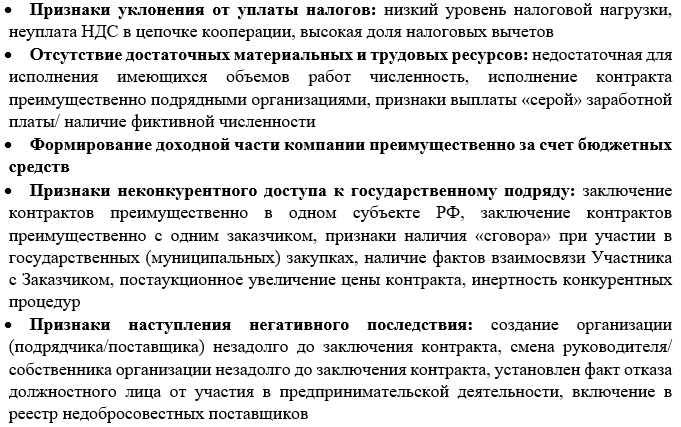 • Признаки уклонения от уплаты налогов: низкий уровень налоговой нагрузки,
неуплата НДС в цепочке кооперации, высокая доля налоговых вычетов
• Отсутствие достаточных материальных и трудовых ресурсов: недостаточная для
исполнения имеющихся объемов работ численность, исполнение контракта
преимущественно подрядными организациями, признаки выплаты «серой» заработной
платы/ наличие фиктивной численности
• Формирование доходной части компании преимущественно за счет бюджетных
средств
• Признаки неконкурентного доступа к государственному подряду: заключение
контрактов преимущественно в одном субъекте РФ, заключение контрактов
преимущественно с одним заказчиком, признаки наличия «сговора» при участии в
государственных (муниципальных) закупках, наличие фактов взаимосвязи Участника
с Заказчиком, постаукционное увеличение цены контракта, инертность конкурентных
процедур
• Признаки наступления негативного последствия: создание организации
(подрядчика/поставщика) незадолго до заключения контракта, смена руководителя/
собственника организации незадолго до заключения контракта, установлен факт отказа
должностного лица от участия в предпринимательской деятельности, включение в
реестр недобросовестных поставщиков